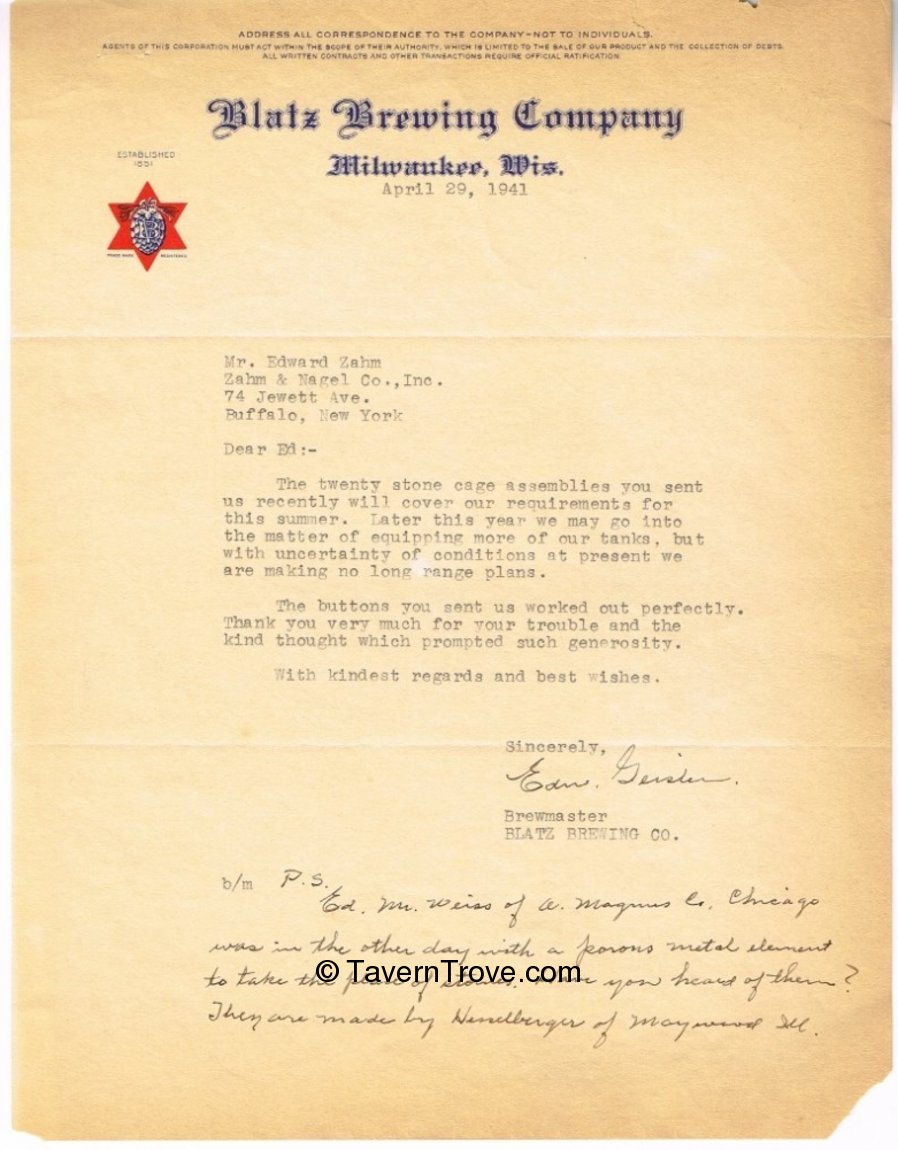 ADDRESS ALL CORRESPONDENCE TO THE COMPANY—NOT TO INDIVIDUALS.
AGENTS OF THIS CORPORATION MUST ACT WITHIN THE SCOPE OF THEIR AUTHORITY, WHICH IS LIMITED TO THE SALE OF OUR PRODUCT AND THE COLLECTION OF DEBTS.
ALL WRITTEN CONTRACTS AND OTHER TRANSACTIONS REQUIRE OFFICIAL RATIFICATION
Blatz Brewing Company
Milwaukee, Wis.
April 29, 1941
ESTABLISHED
1851
B
TRADE MARK REGISTERED
Mr. Edward Zahm
Zahm & Nagel Co.,Inc.
74 Jewett Ave.
Buffalo, New York
Dear Ed:-
The twenty stone cage assemblies you sent
us recently will cover our requirements for
this summer. Later this year we may go into
the matter of equipping more of our tanks, but
with uncertainty of conditions at present we
are making no long range plans.
The buttons you sent us worked out perfectly.
Thank you very much for your trouble and the
kind thought which prompted such generosity.
With kindest regards and best wishes.
Sincerely,
Edw. Geisler.
Brewmaster
BLATZ BREWING CO.
b/m P.S.
Ed, Mr. Weiss of A. Magnus Co, Chicago
was in the other day with a porous metal element
to take the place of stones. Have you heard of them?
© TavernTrove.com
They are made by of Maywood Ill.